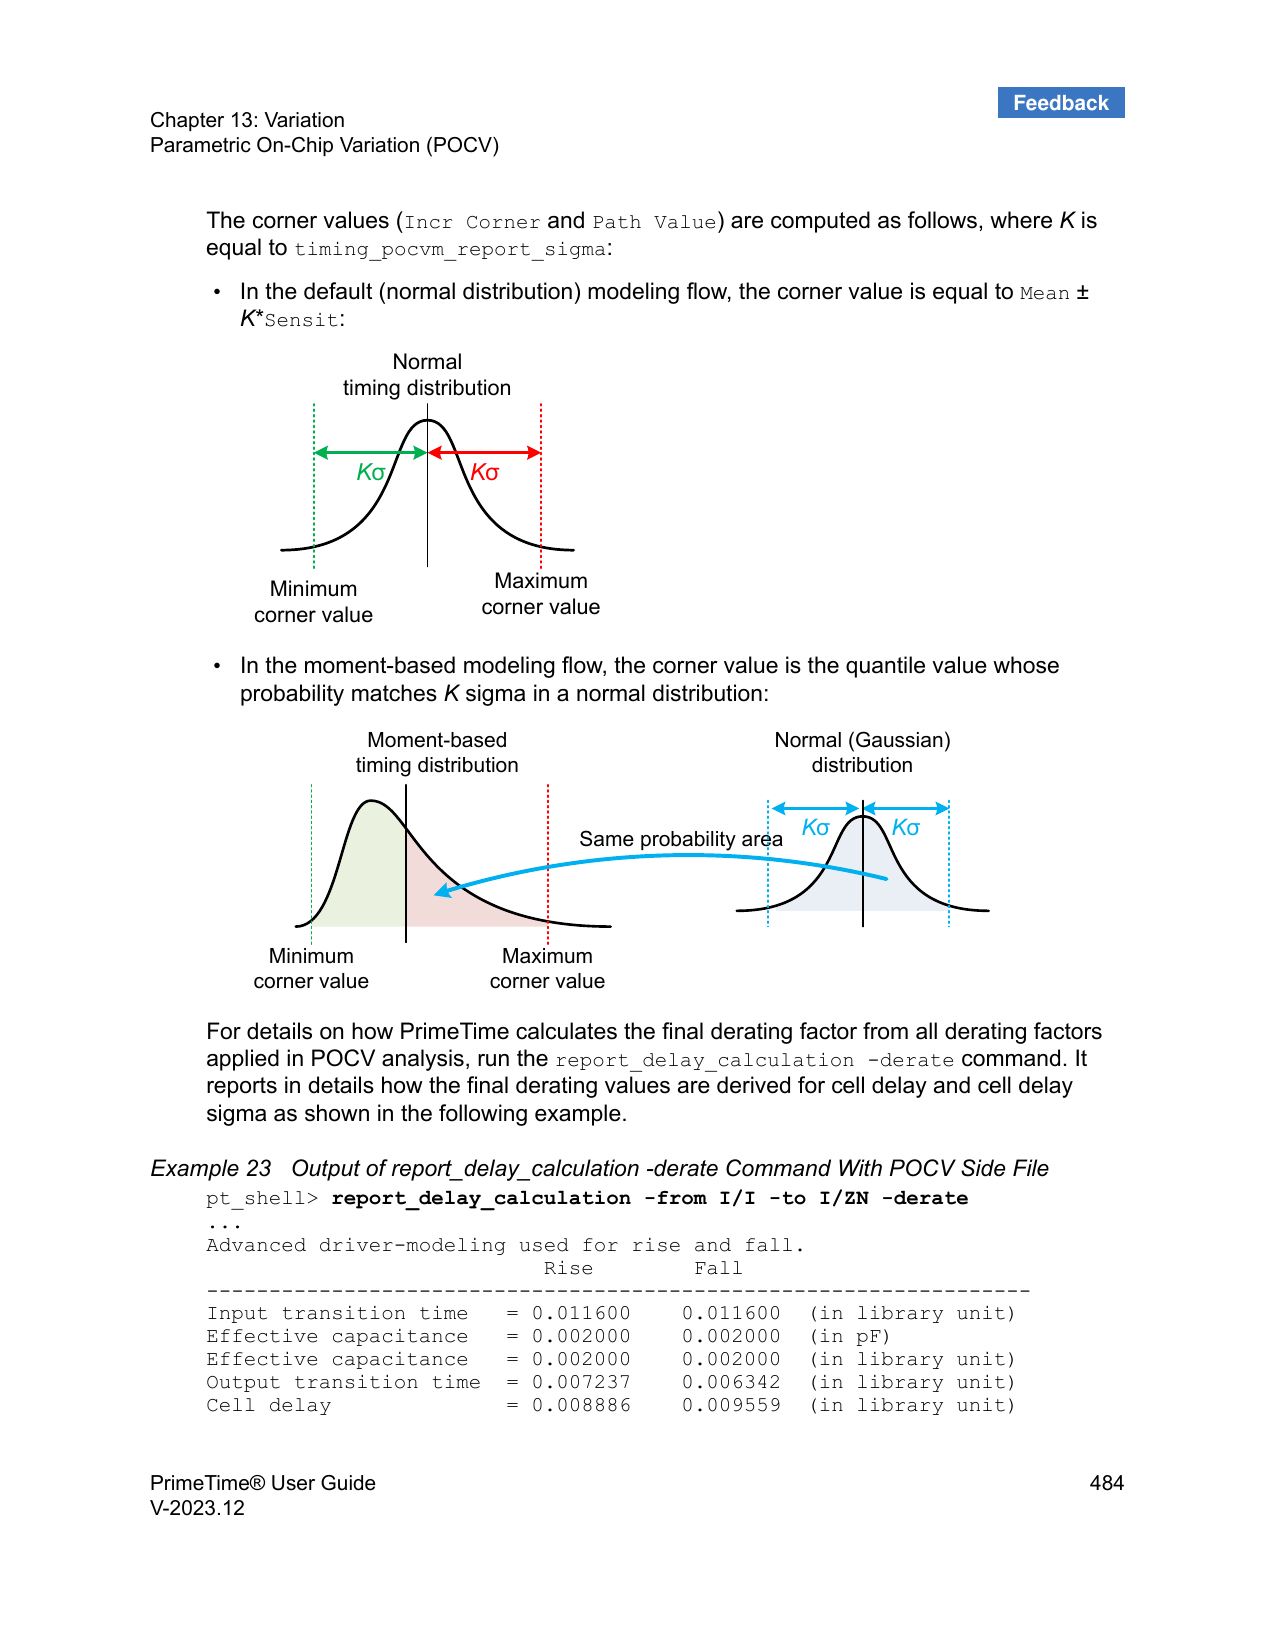 Feedback
Chapter 13: Variation
Parametric On-Chip Variation (POCV)
The corner values (Incr Corner and Path Value) are computed as follows, where K is
equal to timing_pocvm_report_sigma:
• In the default (normal distribution) modeling flow, the corner value is equal to Mean ±
K*Sensit:
Normal
timing distribution
Kσ Kσ
Minimum
corner value
Maximum
corner value
• In the moment-based modeling flow, the corner value is the quantile value whose
probability matches K sigma in a normal distribution:
Moment-based
timing distribution
Normal (Gaussian)
distribution
Same probability area
Kσ Kσ
Minimum
corner value
Maximum
corner value
For details on how PrimeTime calculates the final derating factor from all derating factors
applied in POCV analysis, run the report_delay_calculation -derate command. It
reports in details how the final derating values are derived for cell delay and cell delay
sigma as shown in the following example.
Example 23 Output of report_delay_calculation -derate Command With POCV Side File
pt_shell> report_delay_calculation -from I/I -to I/ZN -derate
...
Advanced driver-modeling used for rise and fall.
Rise Fall
------------------------------------------------------------------
Input transition time = 0.011600 0.011600 (in library unit)
Effective capacitance = 0.002000 0.002000 (in pF)
Effective capacitance = 0.002000 0.002000 (in library unit)
Output transition time = 0.007237 0.006342 (in library unit)
Cell delay = 0.008886 0.009559 (in library unit)
PrimeTime® User Guide 484
V-2023.12